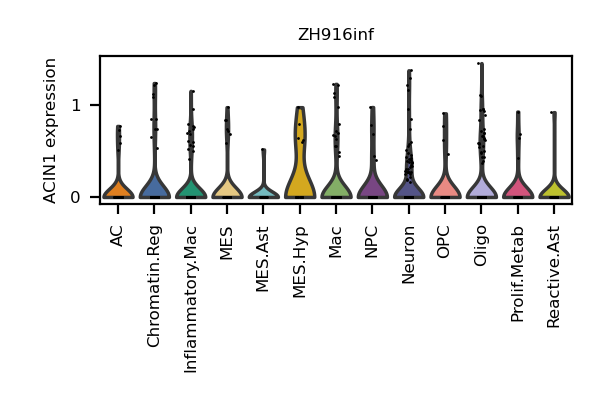 ZH916inf
ACIN1 expression
1
0
AC
Chromatin.Reg
Inflammatory.Mac
MES
MES.Ast
MES.Hyp
Mac
NPC
Neuron
OPC
Oligo
Prolif.Metab
Reactive.Ast